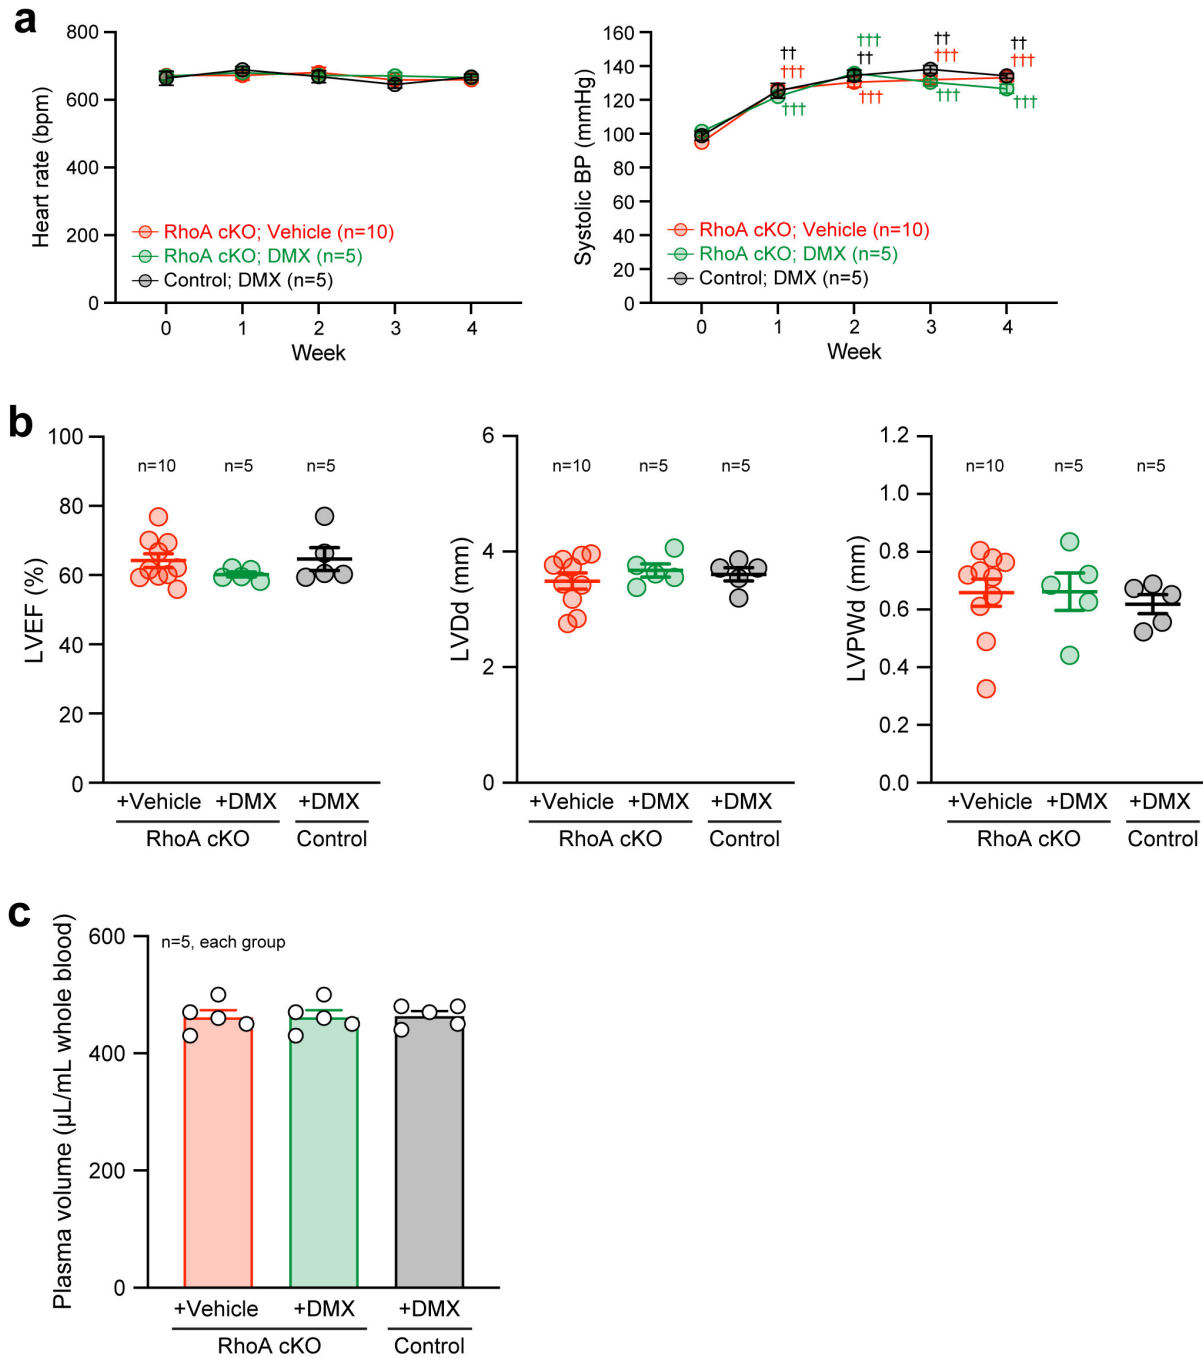 a
Heart rate (bpm)
800
600
400
200
0
RhoA cKO; Vehicle (n=10)
RhoA cKO; DMX (n=5)
Control; DMX (n=5)
0 1 2 3 4
Week
Systolic BP (mmHg)
160
140
120
100
80
60
40
20
0
†† ††† †††
††† †† †††
†† ††† †††
†† ††† †††
RhoA cKO; Vehicle (n=10)
RhoA cKO; DMX (n=5)
Control; DMX (n=5)
0 1 2 3 4
Week
b
LVEF (%)
100
80
60
40
20
0
n=10 n=5 n=5
+Vehicle +DMX +DMX
RhoA cKO Control
LVDd (mm)
6
4
2
0
n=10 n=5 n=5
+Vehicle +DMX +DMX
RhoA cKO Control
LVPWd (mm)
1.2
1.0
0.8
0.6
0.4
0.2
0.0
n=10 n=5 n=5
+Vehicle +DMX +DMX
RhoA cKO Control
c
Plasma volume (µL/mL whole blood)
600
400
200
0
n=5, each group
+Vehicle +DMX +DMX
RhoA cKO Control